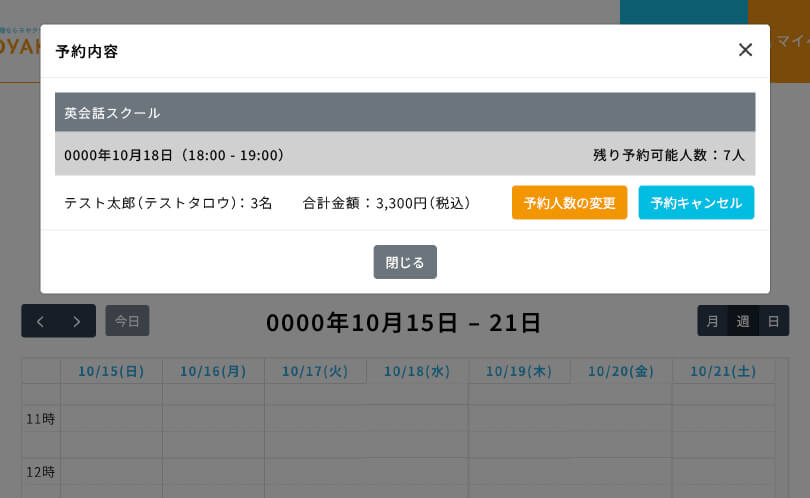 予約内容 ×
英会話スクール
0000年10月18日（18:00 - 19:00） 残り予約可能人数：7人
テスト太郎（テストタロウ）：3名 合計金額：3,300円（税込） 予約人数の変更 予約キャンセル
閉じる
今日 0000年10月15日 – 21日 月 週 日
10/15(日) 10/16(月) 10/17(火) 10/18(水) 10/19(木) 10/20(金) 10/21(土)
11時
12時